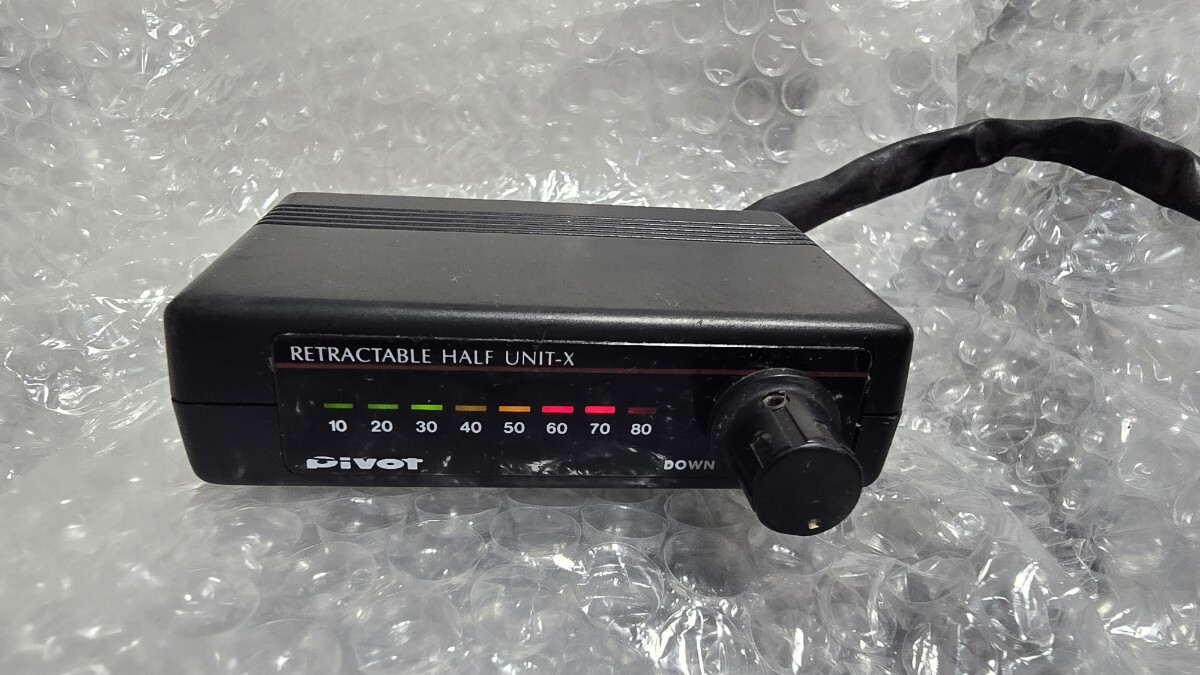 RETRACTABLE HALF UNIT-X
10 20 30 40 50 60 70 80
PIVOT
DOWN